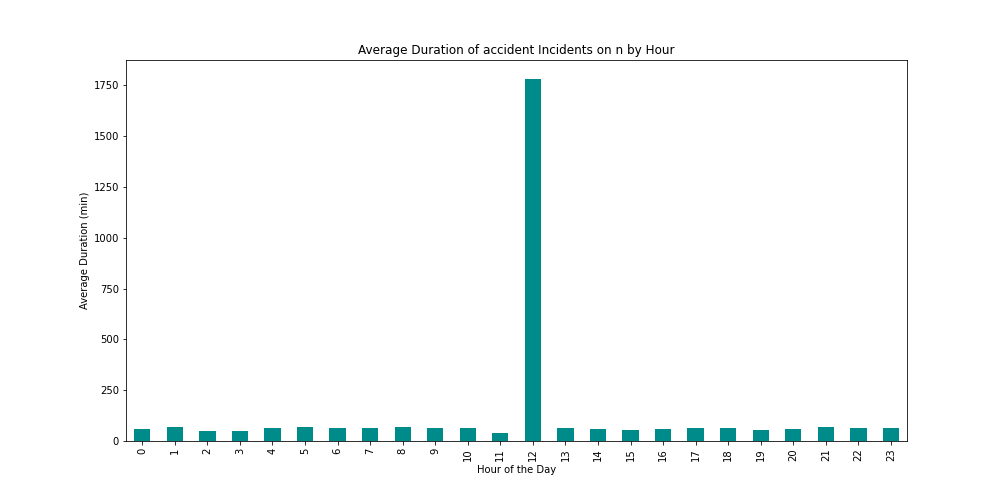 Average Duration of accident Incidents on n by Hour
1750
1500
1250
1000
750
500
250
0
Average Duration (min)
0 1 2 3 4 5 6 7 8 9 10 11 12 13 14 15 16 17 18 19 20 21 22 23
Hour of the Day